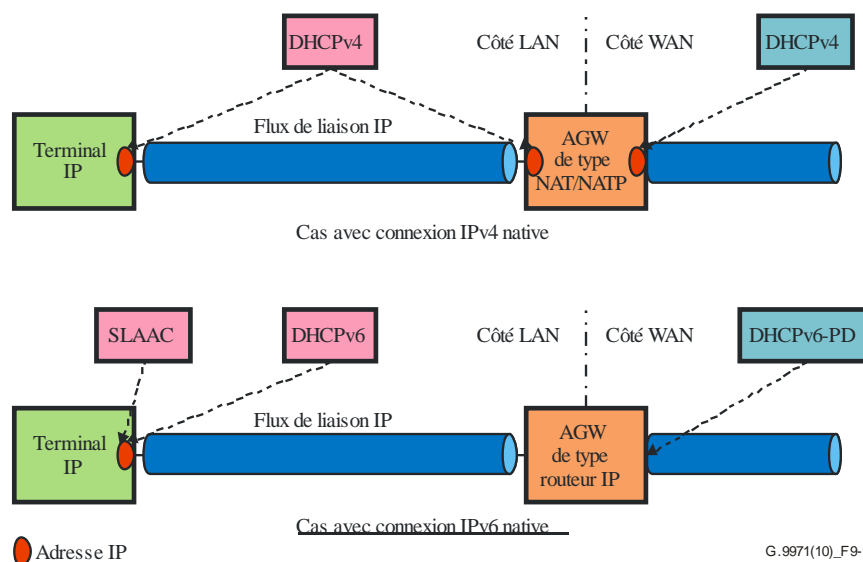 DHCPv4
Côté LAN
Côté WAN
DHCPv4
Terminal
IP
Flux de liaison IP
AGW
de type
NAT/NATP
Cas avec connexion IPv4 native
SLAAC
DHCPv6
Côté LAN
Côté WAN
DHCPv6-PD
Terminal
IP
Flux de liaison IP
AGW
de type
routeur IP
Cas avec connexion IPv6 native
Adresse IP
G.9971(10)_F9-